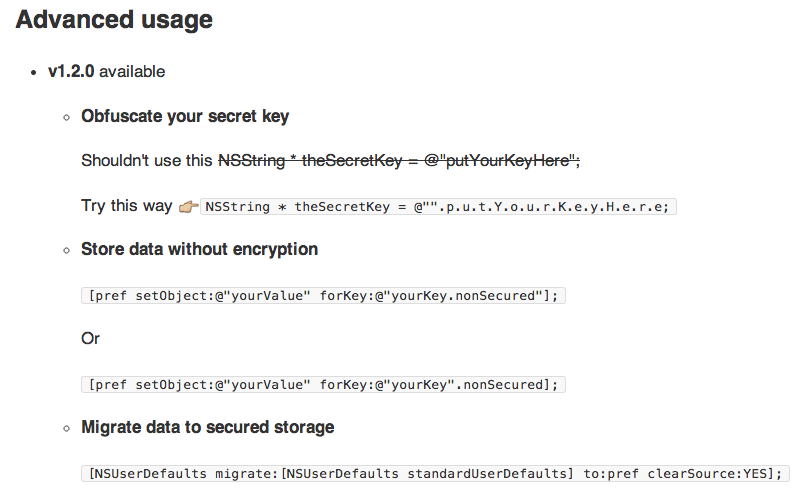 Advanced usage
v1.2.0 available
Obfuscate your secret key
Shouldn't use this NSString * theSecretKey = @"putYourKeyHere";
Try this way 👉 NSString * theSecretKey = @"".p.u.t.Y.o.u.r.K.e.y.H.e.r.e;
Store data without encryption
[pref setObject:@"yourValue" forKey:@"yourKey.nonSecured"];
Or
[pref setObject:@"yourValue" forKey:@"yourKey".nonSecured];
Migrate data to secured storage
[NSUserDefaults migrate:[NSUserDefaults standardUserDefaults] to:pref clearSource:YES];